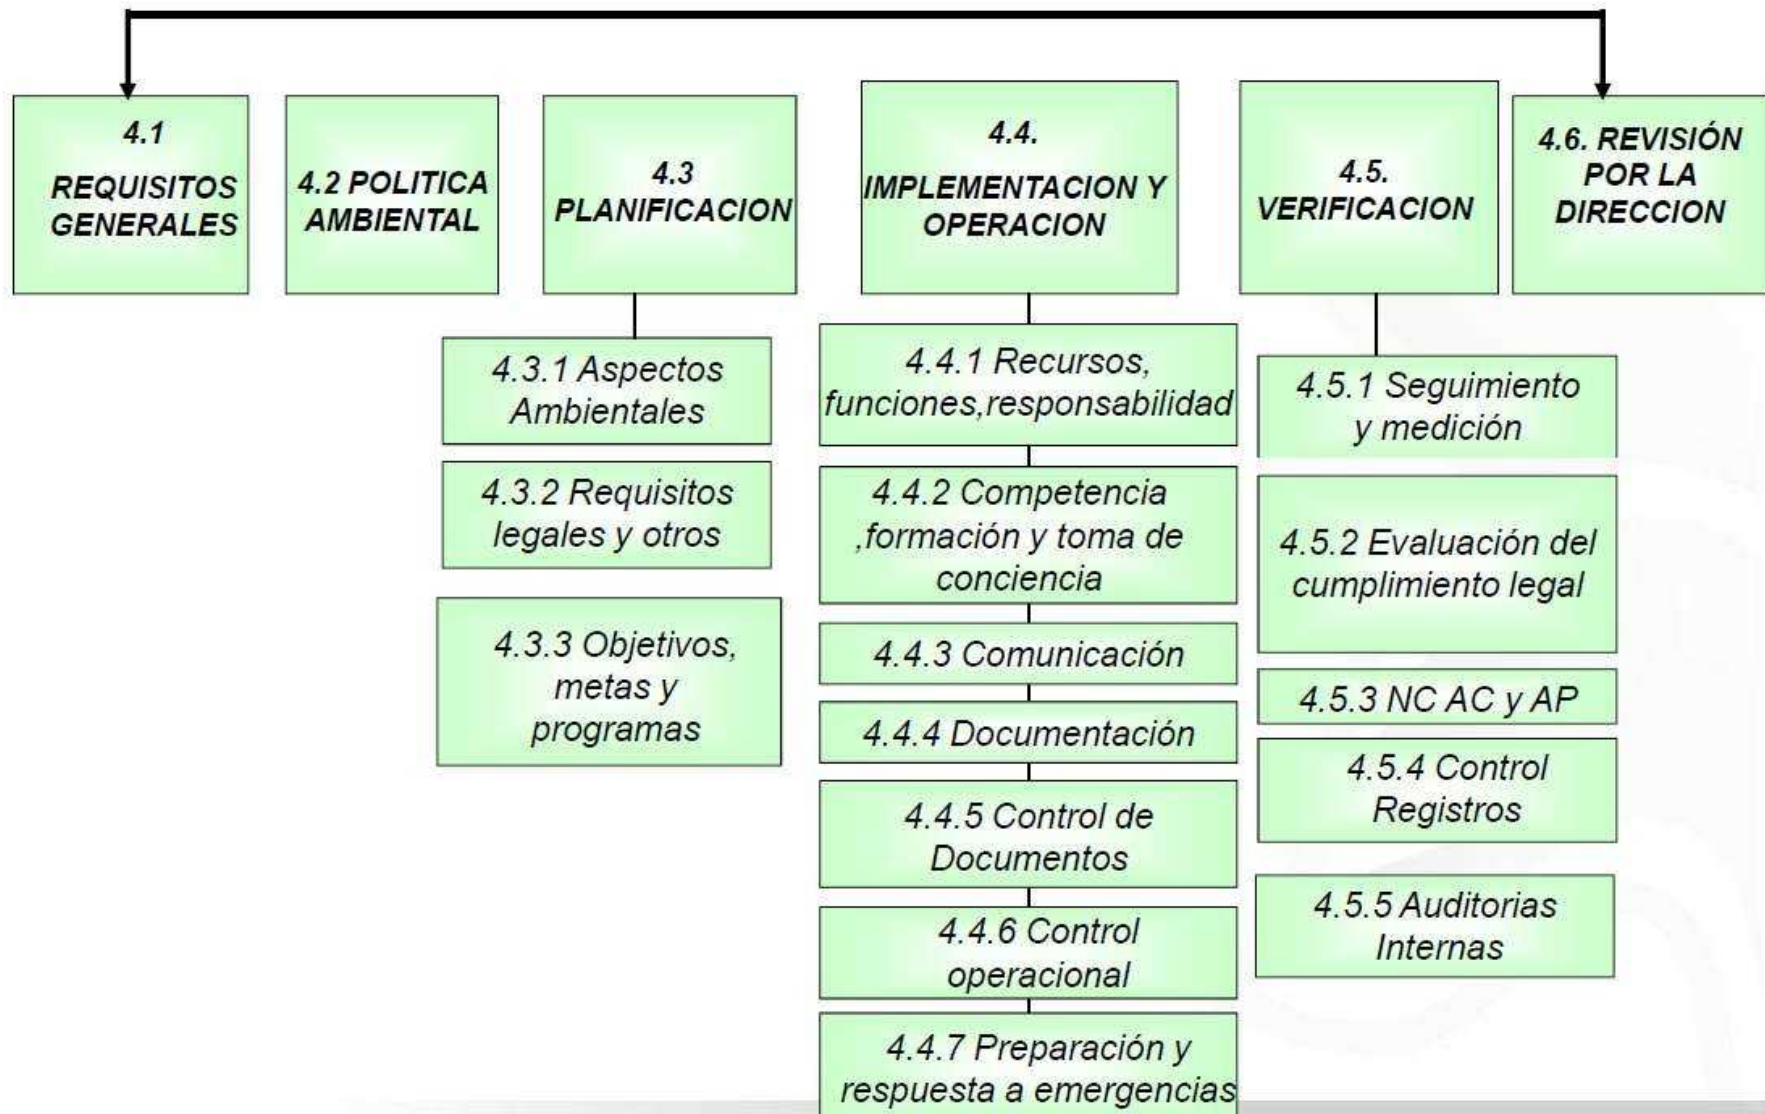 4.1
REQUISITOS
GENERALES
4.2 POLITICA
AMBIENTAL
4.3
PLANIFICACION
4.4.
IMPLEMENTACION Y
OPERACION
4.5.
VERIFICACION
4.6. REVISIÓN
POR LA
DIRECCION
4.3.1 Aspectos
Ambientales
4.3.2 Requisitos
legales y otros
4.3.3 Objetivos,
metas y
programas
4.4.1 Recursos,
funciones,responsabilidad
4.4.2 Competencia
,formación y toma de
conciencia
4.4.3 Comunicación
4.4.4 Documentación
4.4.5 Control de
Documentos
4.4.6 Control
operacional
4.4.7 Preparación y
respuesta a emergencias
4.5.1 Seguimiento
y medición
4.5.2 Evaluación del
cumplimiento legal
4.5.3 NC AC y AP
4.5.4 Control
Registros
4.5.5 Auditorias
Internas